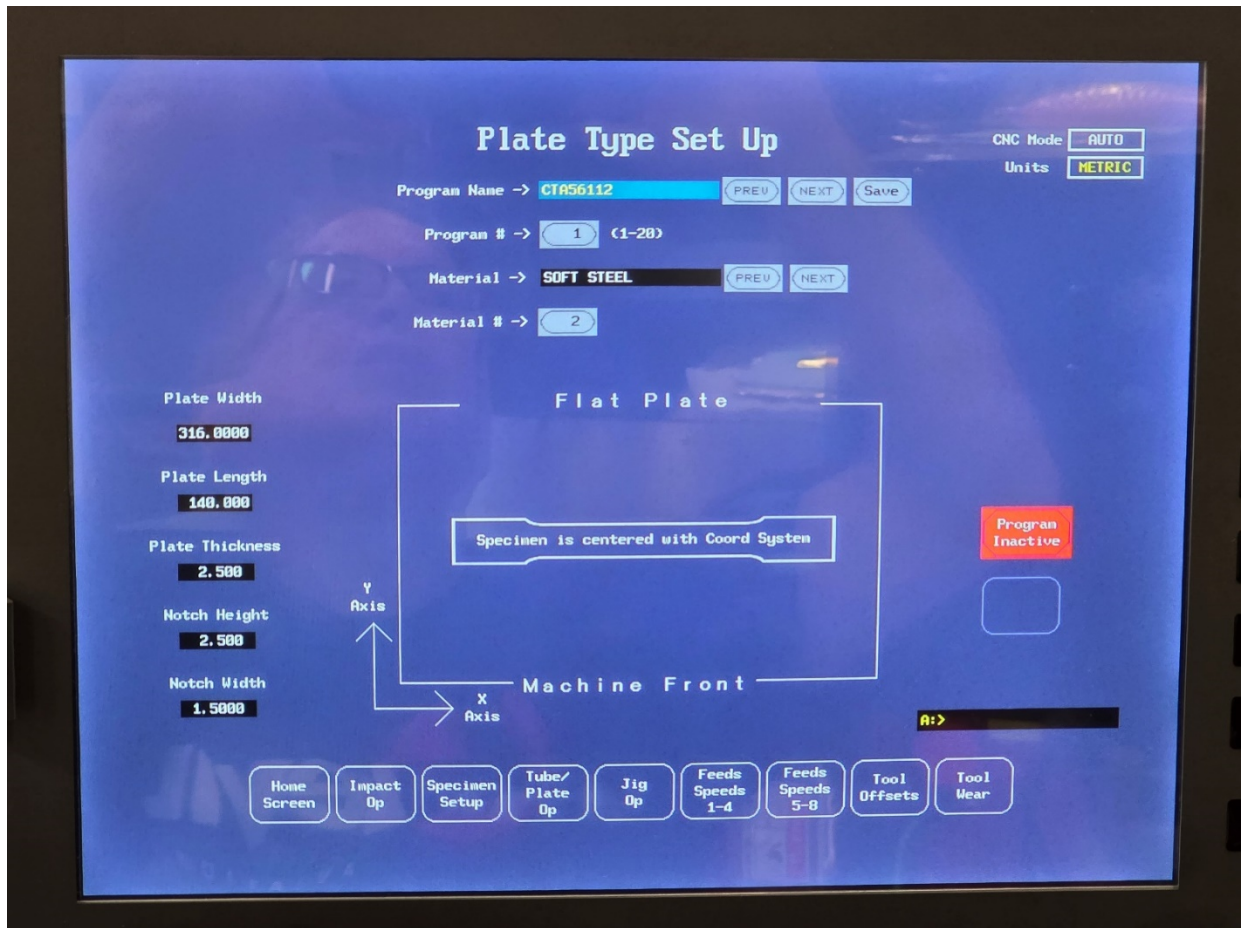 Plate Type Set Up
CNC Mode AUTO
Units METRIC
Program Name -> CTA56112 PREV NEXT Save
Program # -> 1 (1-20)
Material -> SOFT STEEL PREV NEXT
Material # -> 2
Flat Plate
Plate Width
316.0000
Plate Length
140.000
Plate Thickness
2.500
Notch Height
2.500
Notch Width
1.5000
Specimen is centered with Coord System
Program
Inactive
Y
Axis
X
Axis
Machine Front
A:>
Home
Screen
Impact
Op
Specimen
Setup
Tube/
Plate
Op
Jig
Op
Feeds
Speeds
1-4
Feeds
Speeds
5-8
Tool
Offsets
Tool
Wear